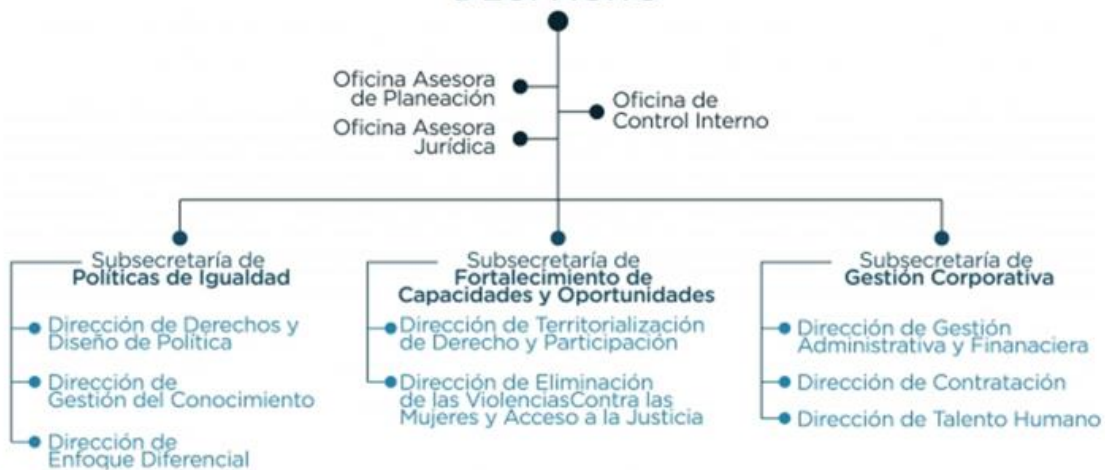 Oficina Asesora
de Planeación
Oficina de
Control Interno
Oficina Asesora
Jurídica
Subsecretaría de
Políticas de Igualdad
Dirección de Derechos y
Diseño de Política
Dirección de
Gestión del Conocimiento
Dirección de
Enfoque Diferencial
Subsecretaría de
Fortalecimiento de
Capacidades y Oportunidades
Dirección de Territorialización
de Derecho y Participación
Dirección de Eliminación
de las ViolenciasContra las
Mujeres y Acceso a la Justicia
Subsecretaría de
Gestión Corporativa
Dirección de Gestión
Administrativa y Finanaciera
Dirección de Contratación
Dirección de Talento Humano